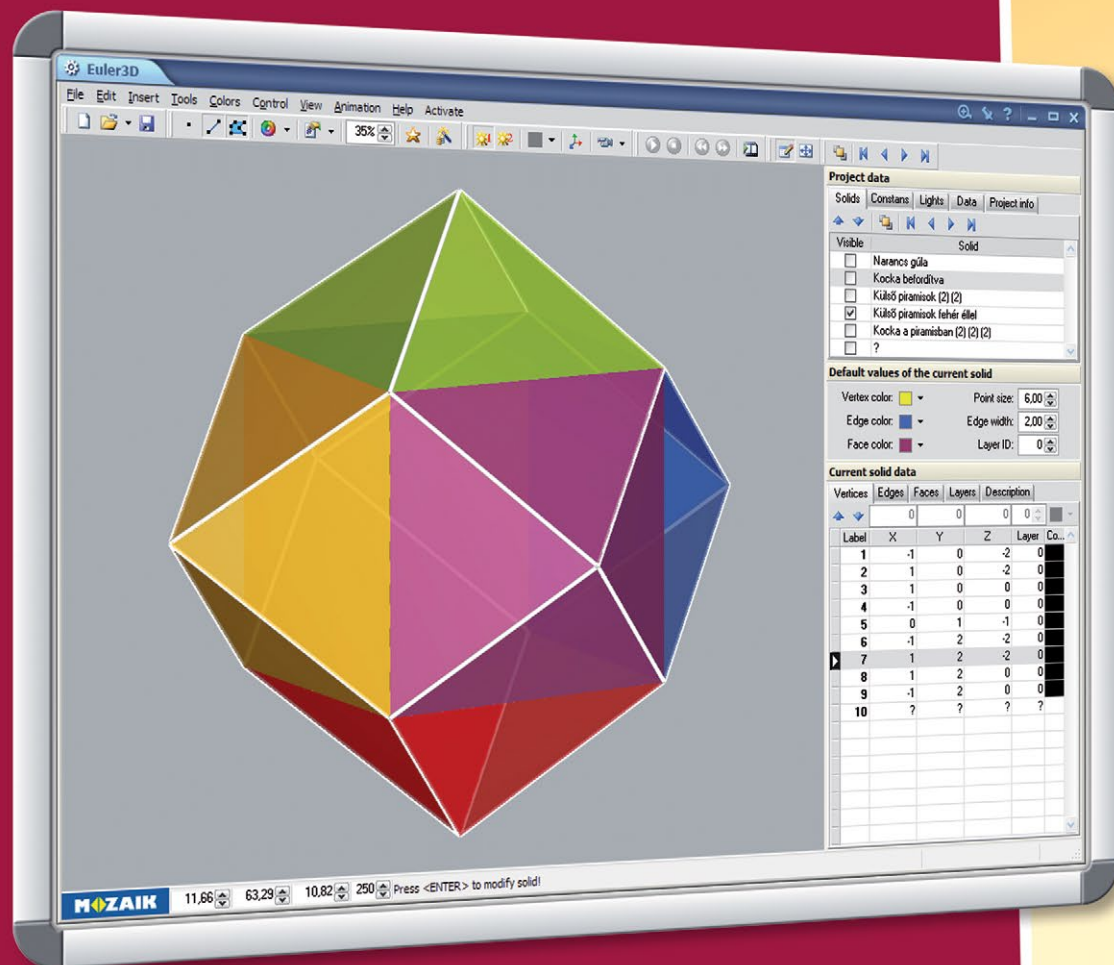 Euler3D
File Edit Insert Tools Colors Control View Animation Help Activate
35%
Project data
Solids Constans Lights Data Project info
Visible Solid
Narancs gúla
Kocka befordítva
Külső piramisok (2) (2)
Külső piramisok fehér éllel
Kocka a piramisban (2) (2) (2)
?
Default values of the current solid
Vertex color: Point size: 6,00
Edge color: Edge width: 2,00
Face color: Layer ID: 0
Current solid data
Vertices Edges Faces Layers Description
0 0 0 0
Label X Y Z Layer Co...
1 -1 0 -2 0
2 1 0 -2 0
3 1 0 0 0
4 -1 0 0 0
5 0 1 -1 0
6 -1 2 -2 0
7 1 2 -2 0
8 1 2 0 0
9 -1 2 0 0
10 ? ? ? ?
MOZAIK 11,66 63,29 10,82 250 Press <ENTER> to modify solid!